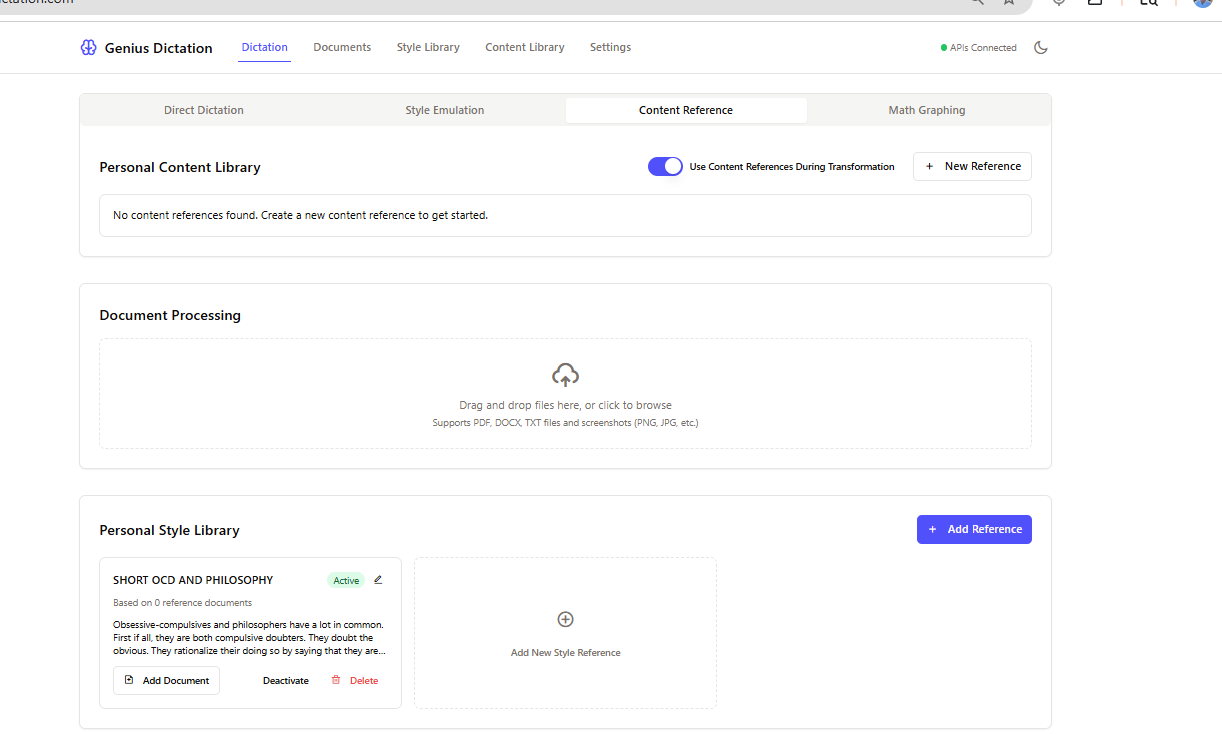 Genius Dictation
Dictation
Documents
Style Library
Content Library
Settings
APIs Connected
Direct Dictation
Style Emulation
Content Reference
Math Graphing
Personal Content Library
Use Content References During Transformation
+ New Reference
No content references found. Create a new content reference to get started.
Document Processing
Drag and drop files here, or click to browse
Supports PDF, DOCX, TXT files and screenshots (PNG, JPG, etc.)
Personal Style Library
+ Add Reference
SHORT OCD AND PHILOSOPHY
Active
Based on 0 reference documents
Obsessive-compulsives and philosophers have a lot in common.
First if all, they are both compulsive doubters. They doubt the
obvious. They rationalize their doing so by saying that they are...
Add Document
Deactivate
Delete
Add New Style Reference